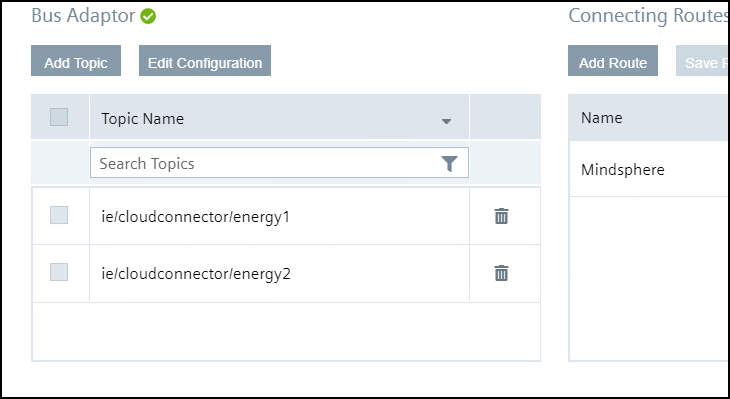 Bus Adaptor
Connecting Routes
Add Topic
Edit Configuration
Add Route
Save
Topic Name
Name
Search Topics
Mindsphere
ie/cloudconnector/energy1
ie/cloudconnector/energy2